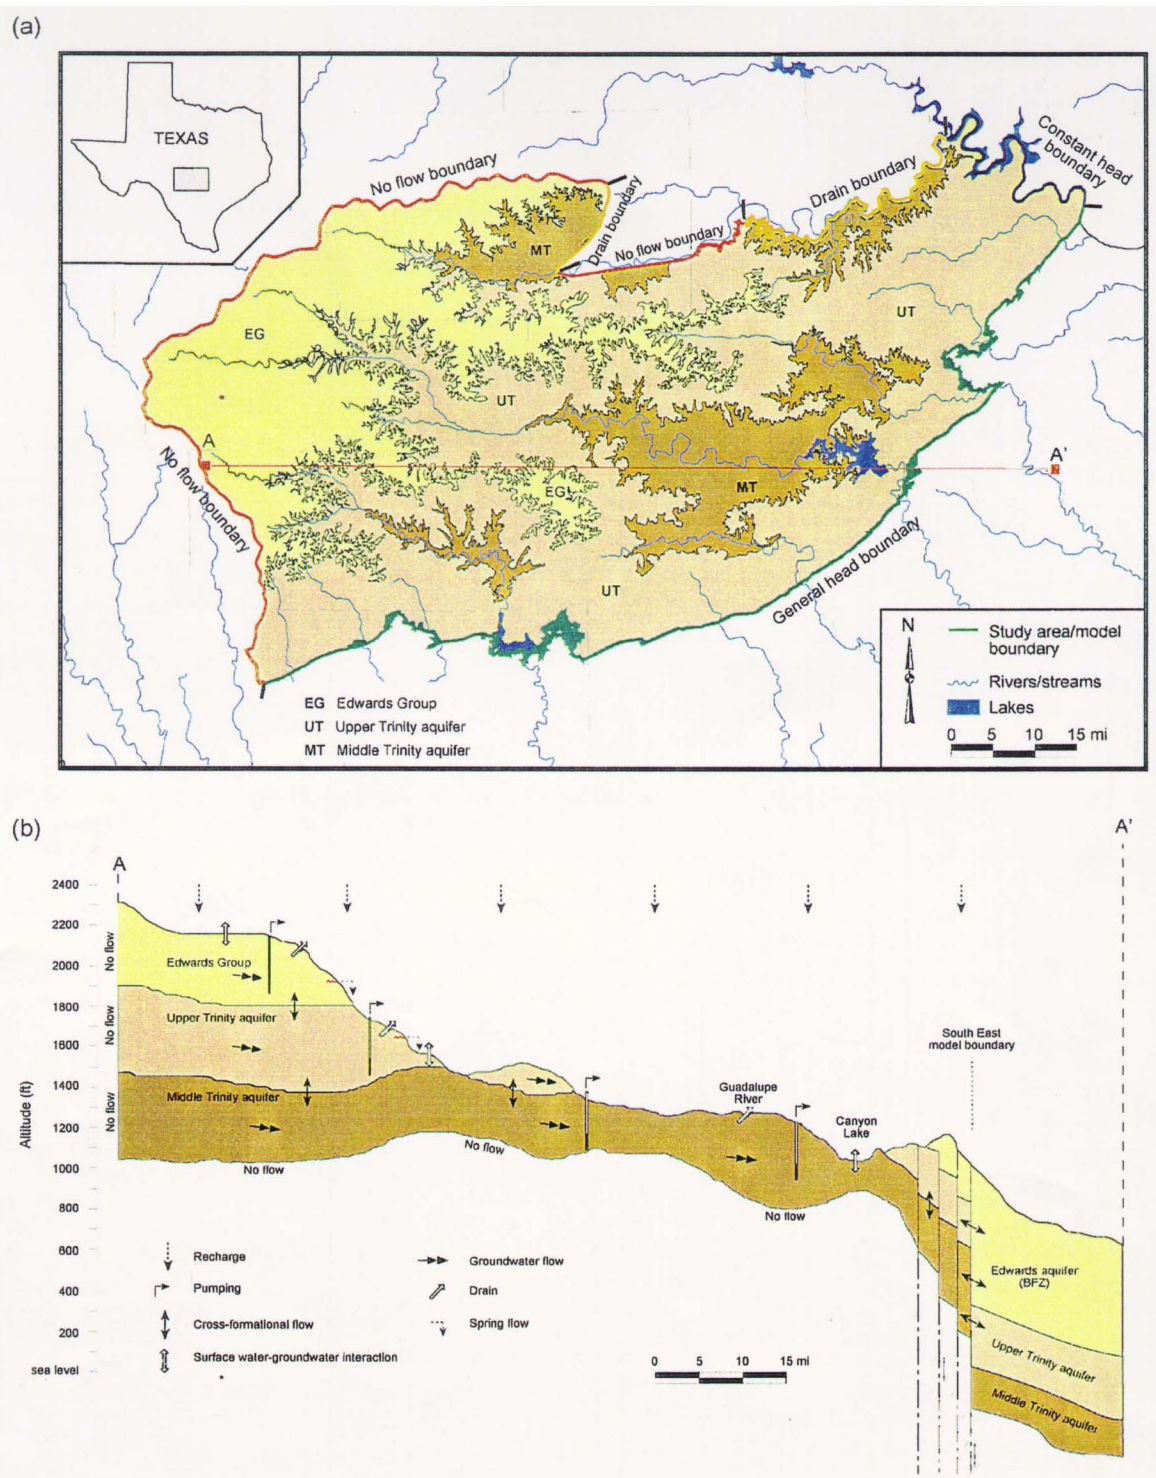 (a)
TEXAS
No flow boundary
Drain boundary
No flow boundary
Drain boundary
Constant head
boundary
MT
EG
UT
UT
A
A'
No flow boundary
EG
MT
UT
General head boundary
EG Edwards Group
UT Upper Trinity aquifer
MT Middle Trinity aquifer
N
Study area/model
boundary
Rivers/streams
Lakes
0 5 10 15 mi
(b)
A
A'
Altitude (ft)
2400
2200
2000
1800
1600
1400
1200
1000
800
600
400
200
sea level
No flow
No flow
No flow
Edwards Group
Upper Trinity aquifer
Middle Trinity aquifer
No flow
No flow
No flow
Guadalupe
River
Canyon
Lake
South East
model boundary
Edwards aquifer
(BFZ)
Upper Trinity aquifer
Middle Trinity aquifer
Recharge
Pumping
Cross-formational flow
Surface water-groundwater interaction
Groundwater flow
Drain
Spring flow
0 5 10 15 mi